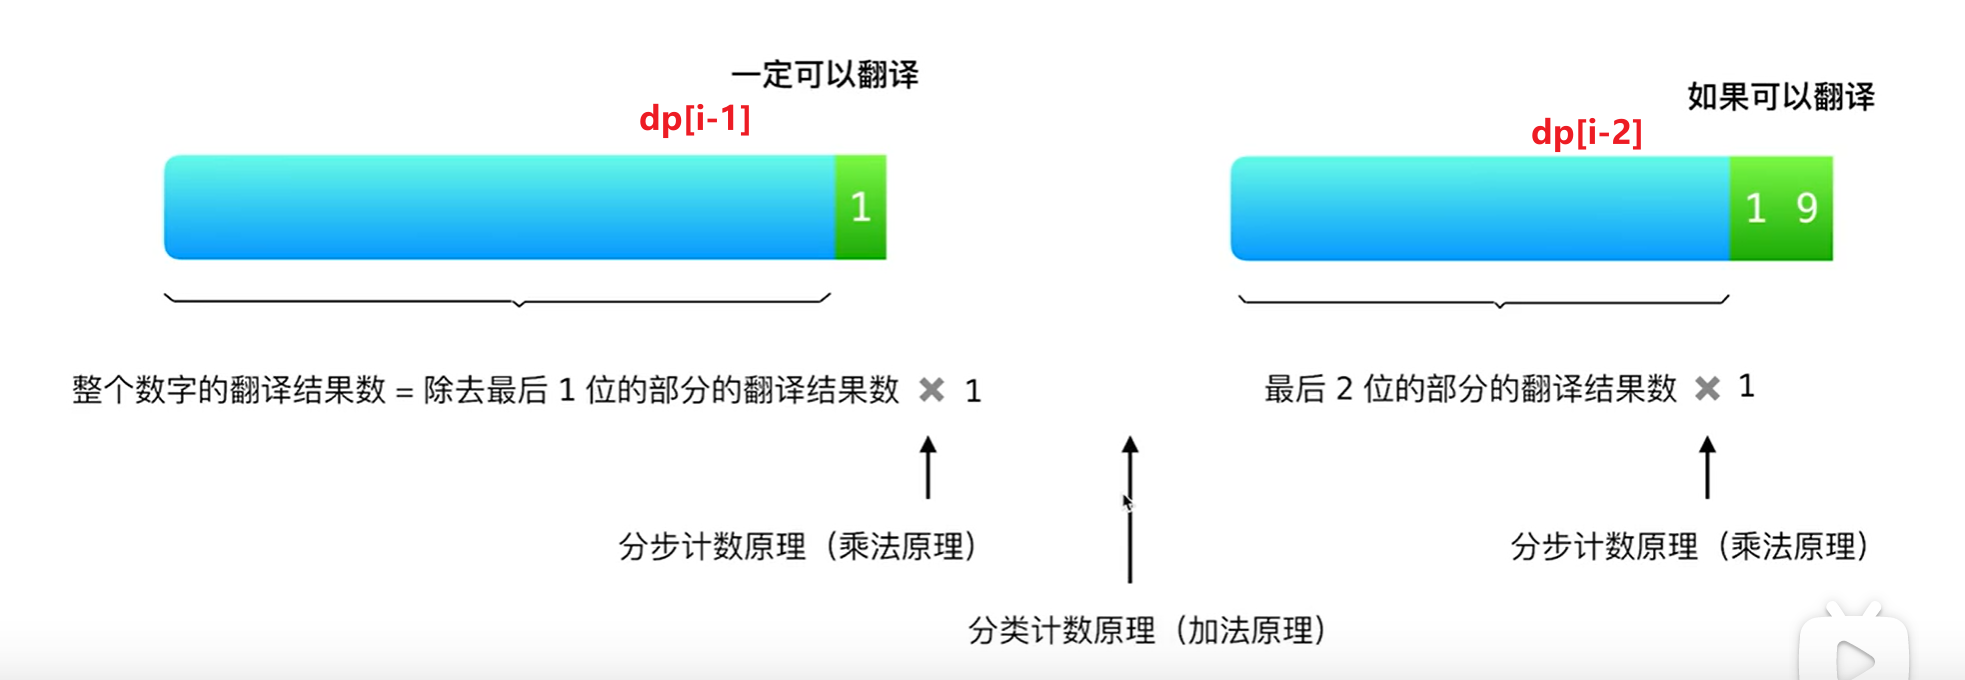 一定可以翻译
如果可以翻译
dp[i-1]
dp[i-2]
1
1 9
整个数字的翻译结果数 = 除去最后 1 位的部分的翻译结果数 × 1
最后 2 位的部分的翻译结果数 × 1
分步计数原理（乘法原理）
分步计数原理（乘法原理）
分类计数原理（加法原理）